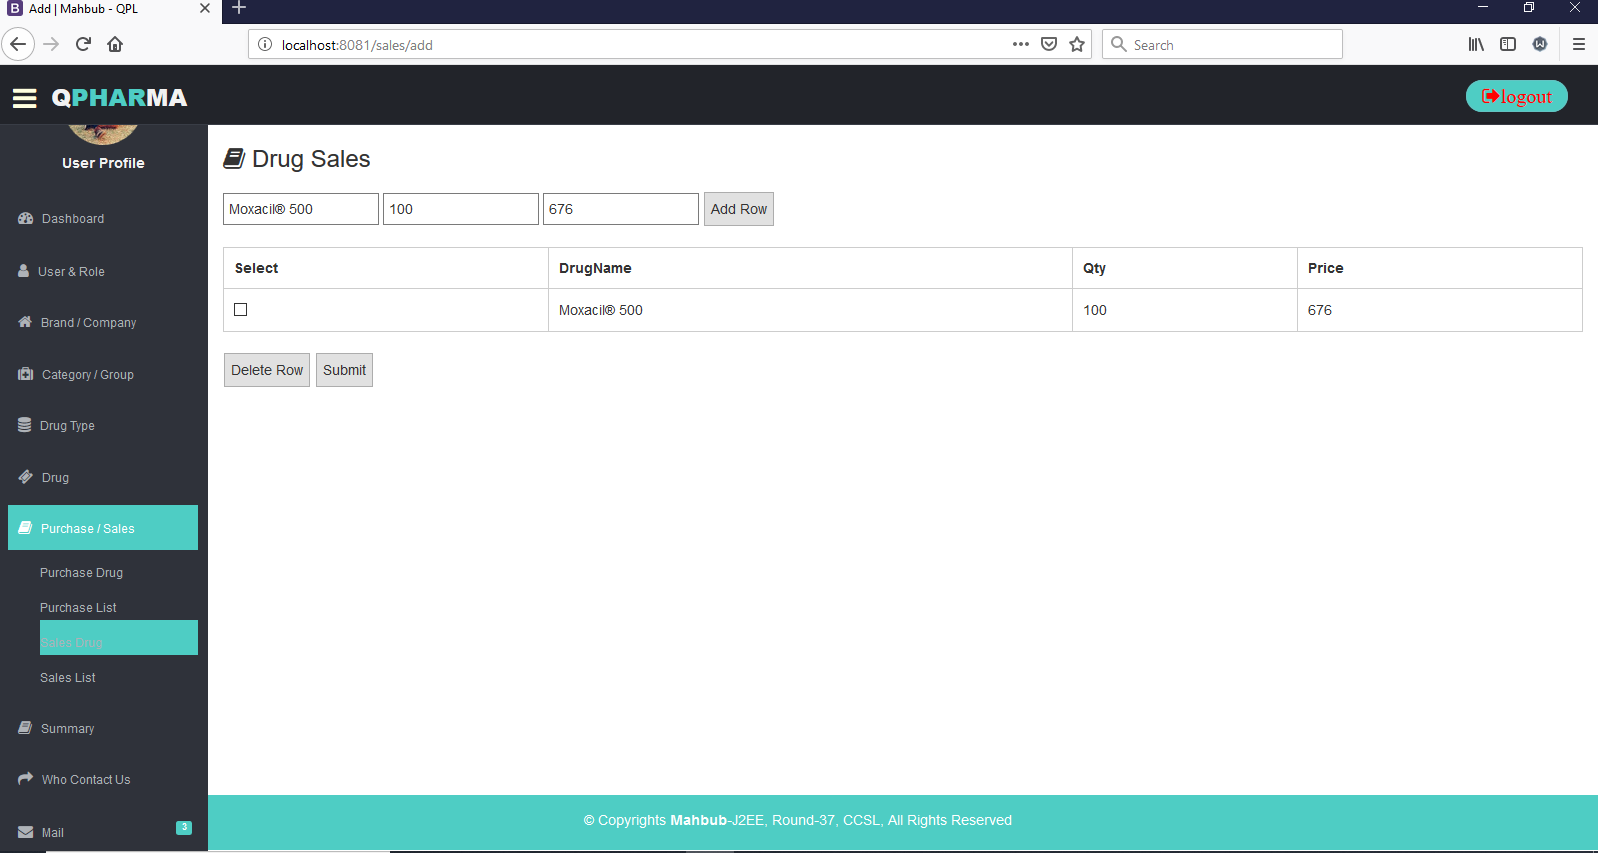 Add | Mahbub - QPL
localhost:8081/sales/add
Search
QPHARMA
logout
User Profile
Dashboard
User & Role
Brand / Company
Category / Group
Drug Type
Drug
Purchase / Sales
Purchase Drug
Purchase List
Sales Drug
Sales List
Summary
Who Contact Us
Mail 3
Drug Sales
Moxacil® 500 100 676 Add Row
Select DrugName Qty Price
Moxacil® 500 100 676
Delete Row Submit
© Copyrights Mahbub-J2EE, Round-37, CCSL, All Rights Reserved